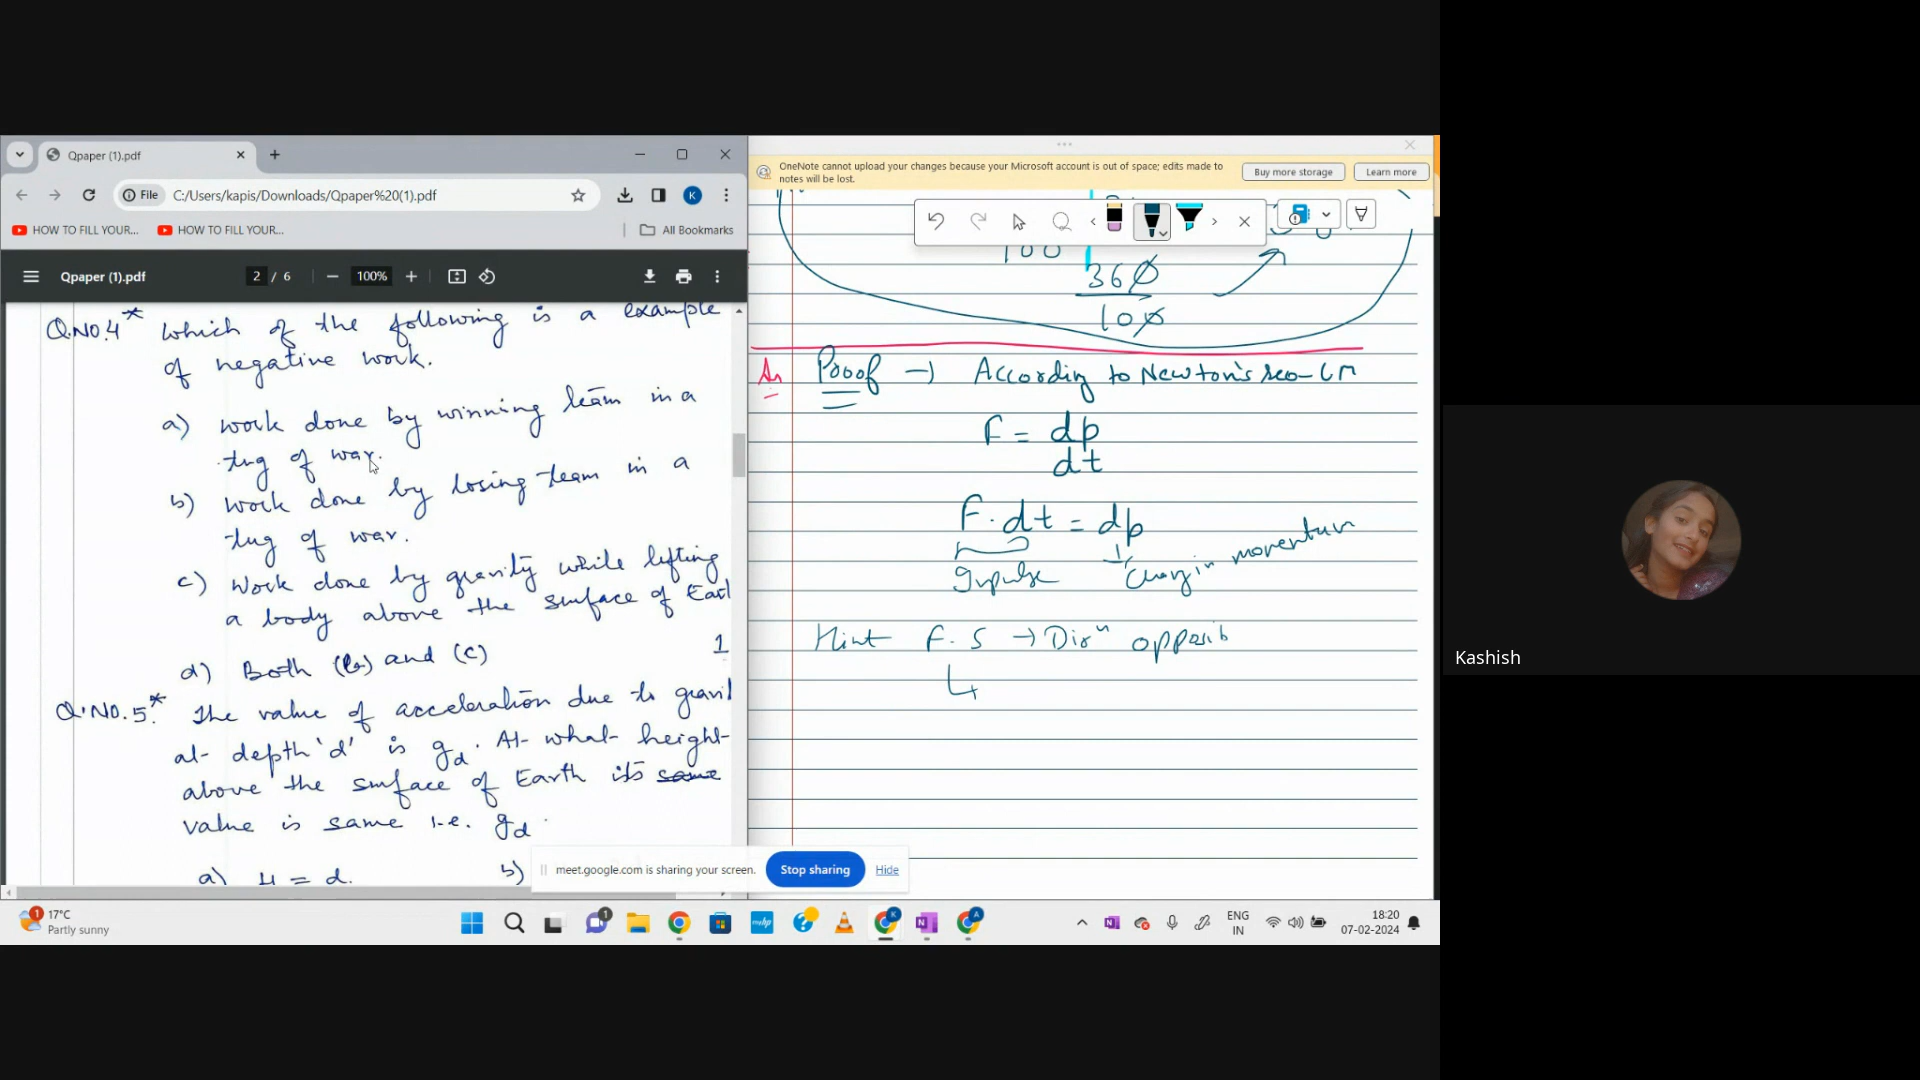 Qpaper (1).pdf
File C:/Users/kapis/Downloads/Qpaper%20(1).pdf
K
HOW TO FILL YOUR...
HOW TO FILL YOUR...
All Bookmarks
Qpaper (1).pdf
2 / 6
100%
Q.NO.4* which of the following is a example
of negative work.
a) work done by winning team in a
tug of war.
b) work done by losing team in a
tug of war.
c) work done by gravity while lifting
a body above the surface of Eart
d) Both (b) and (c) 1
Q.NO.5.* The value of acceleration due to gravit
at depth 'd' is gd. At what height
above the surface of Earth its same
value is same i.e. gd.
a) H = d.
b)
OneNote cannot upload your changes because your Microsoft account is out of space; edits made to
notes will be lost.
Buy more storage
Learn more
100
360
100
Proof → According to Newton's
F = dp
dt
F. dt = dp
Impulse
Chang in momentum
Hint F. S → Dirⁿ
meet.google.com is sharing your screen.
Stop sharing
Hide
Kashish
1
17°C
Partly sunny
1
K
A
ENG
IN
18:20
07-02-2024